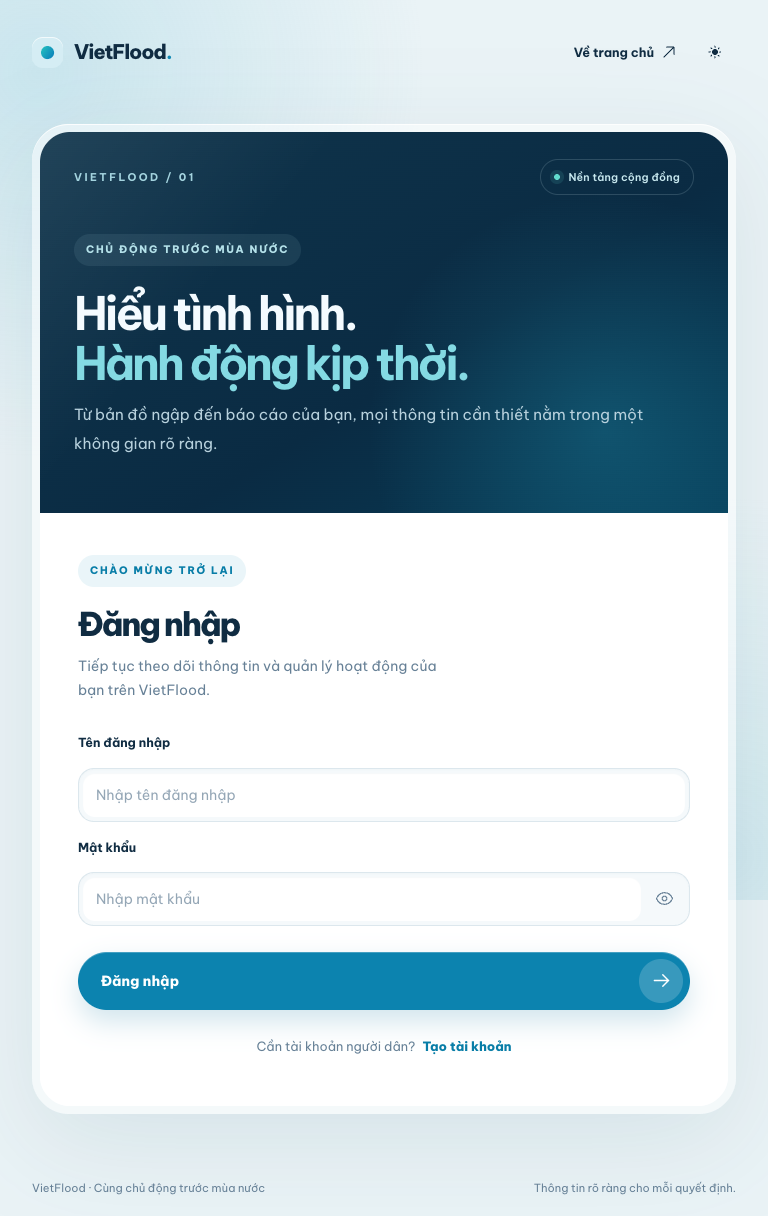 VietFlood.
Về trang chủ
VIETFLOOD / 01
Nền tảng cộng đồng
CHỦ ĐỘNG TRƯỚC MÙA NƯỚC
Hiểu tình hình.
Hành động kịp thời.
Từ bản đồ ngập đến báo cáo của bạn, mọi thông tin cần thiết nằm trong một
không gian rõ ràng.
CHÀO MỪNG TRỞ LẠI
Đăng nhập
Tiếp tục theo dõi thông tin và quản lý hoạt động của
bạn trên VietFlood.
Tên đăng nhập
Nhập tên đăng nhập
Mật khẩu
Nhập mật khẩu
Đăng nhập
Cần tài khoản người dân? Tạo tài khoản
VietFlood · Cùng chủ động trước mùa nước
Thông tin rõ ràng cho mỗi quyết định.